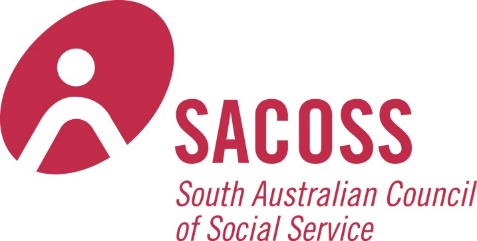 SACOSS
South Australian Council
of Social Service